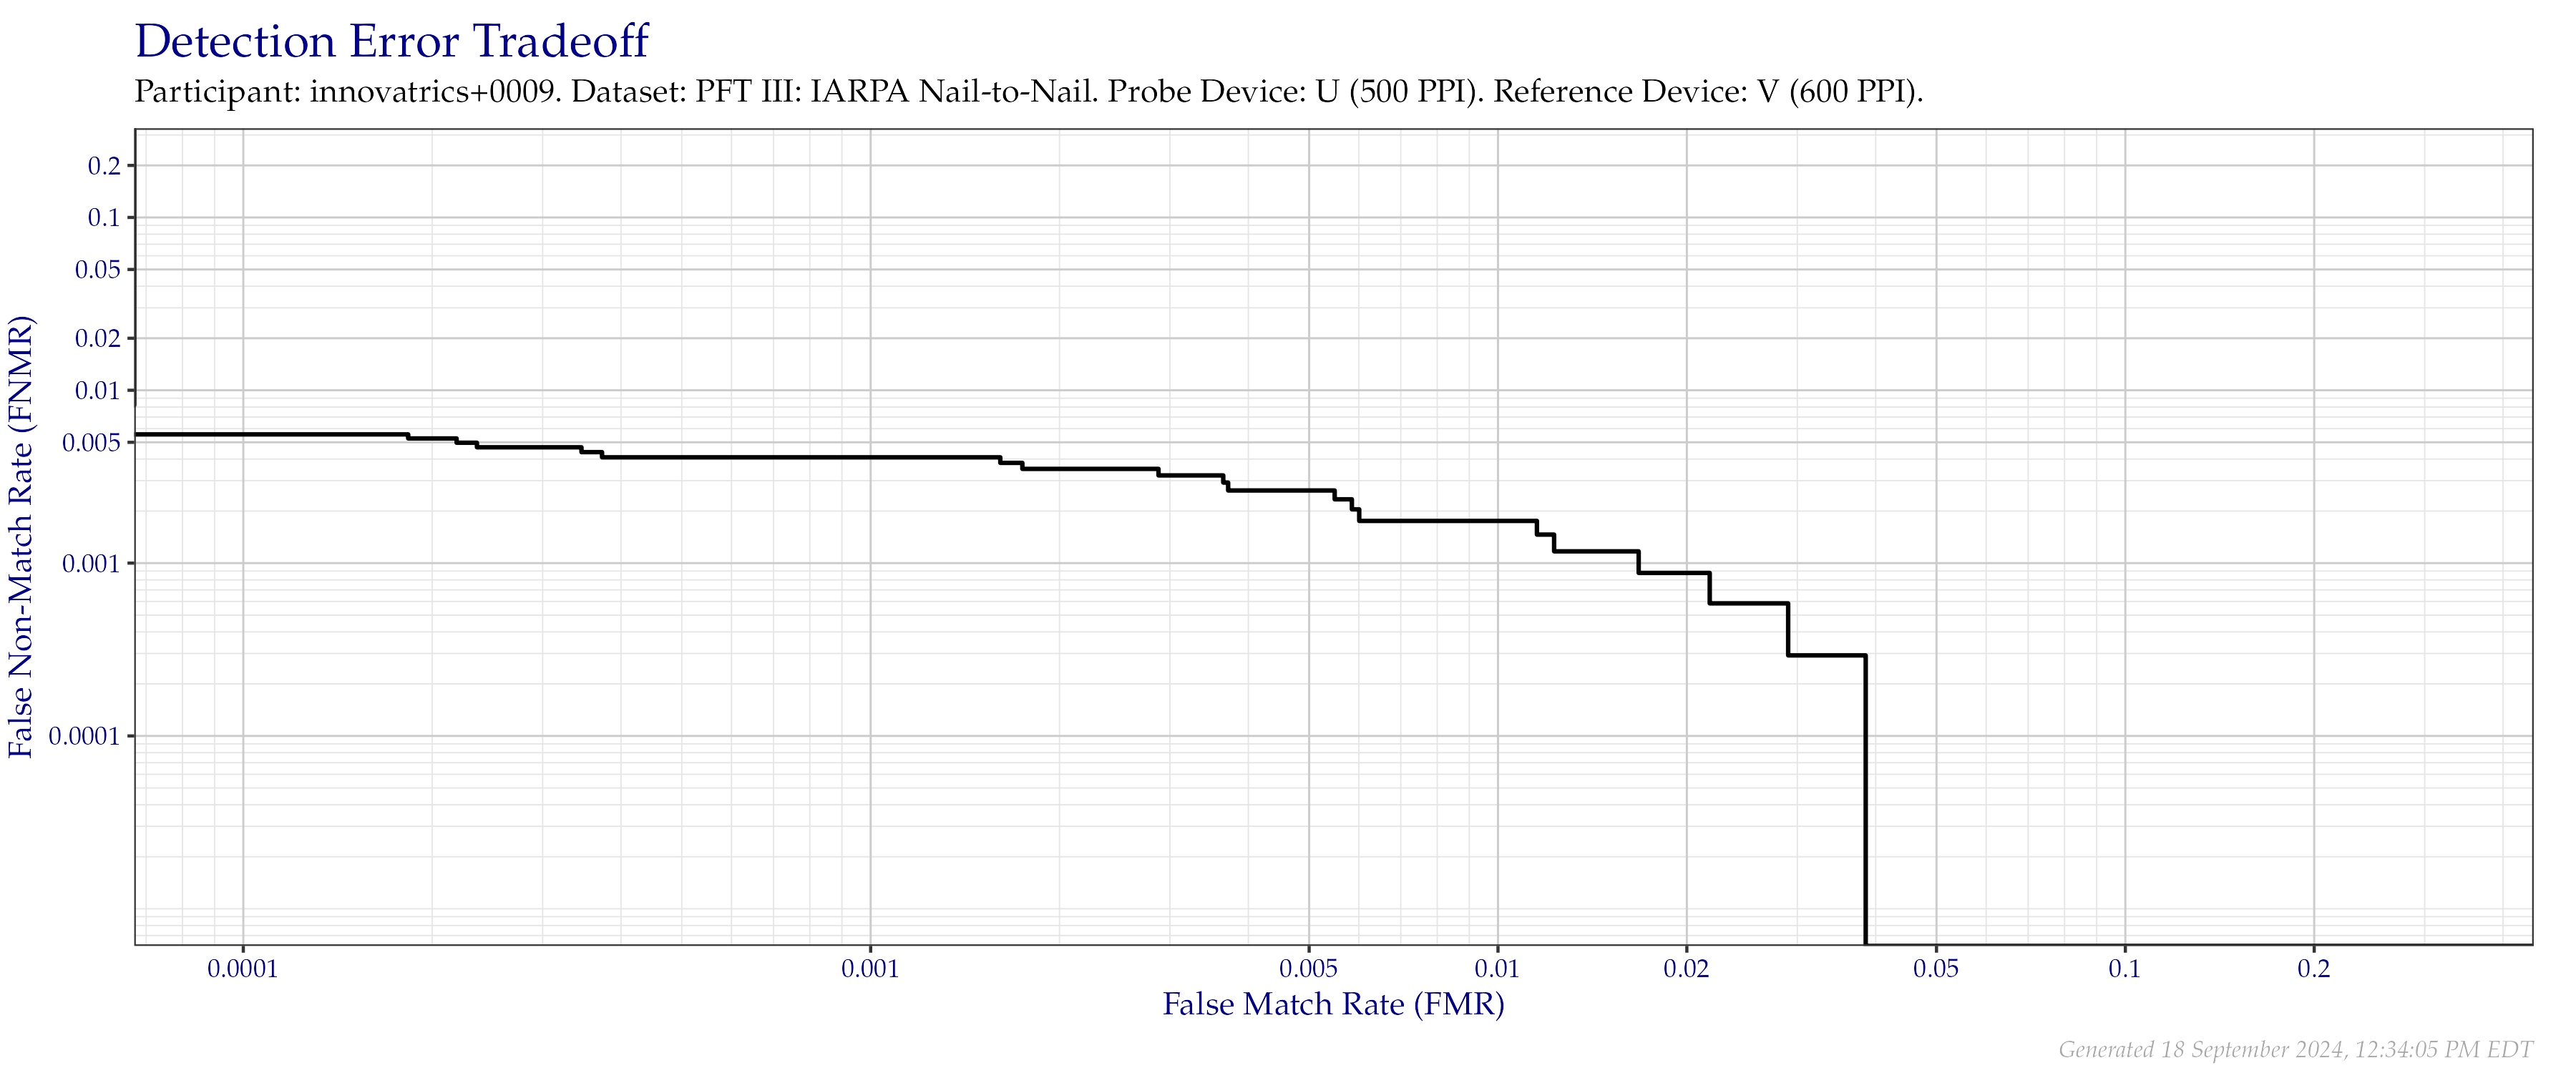 Detection Error Tradeoff
Participant: innovatrics+0009. Dataset: PFT III: IARPA Nail-to-Nail. Probe Device: U (500 PPI). Reference Device: V (600 PPI).
False Non-Match Rate (FNMR)
0.2
0.1
0.05
0.02
0.01
0.005
0.001
0.0001
0.0001 0.001 0.005 0.01 0.02 0.05 0.1 0.2
False Match Rate (FMR)
Generated 18 September 2024, 12:34:05 PM EDT